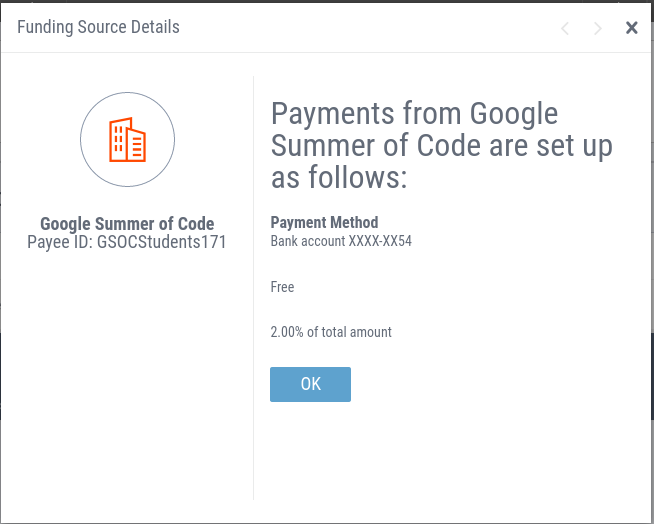 Funding Source Details
Google Summer of Code
Payee ID: GSOCStudents171
Payments from Google
Summer of Code are set up
as follows:
Payment Method
Bank account XXXX-XX54
Free
2.00% of total amount
OK